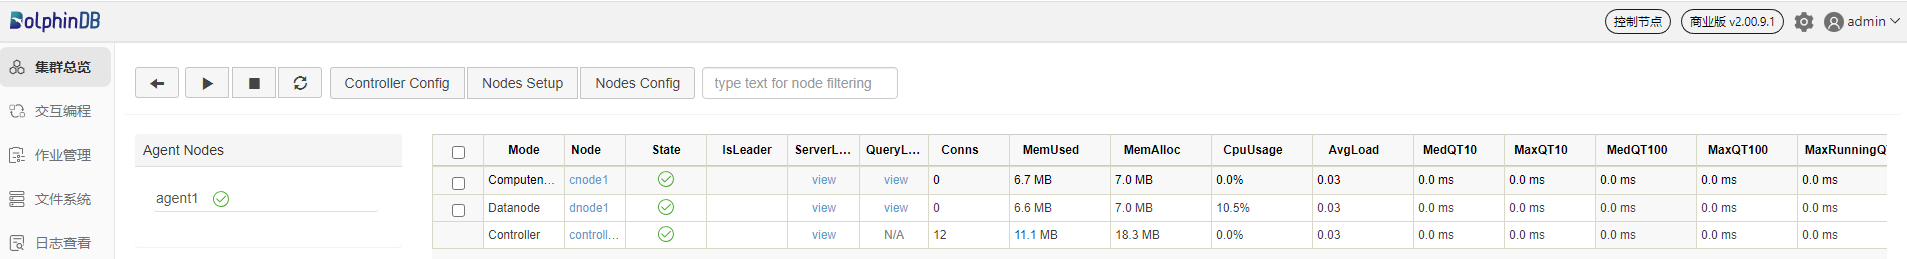 DolphinDB
控制节点 商业版 v2.00.9.1 admin
集群总览
交互编程
作业管理
文件系统
日志查看
Controller Config Nodes Setup Nodes Config type text for node filtering
Agent Nodes
agent1
Mode Node State IsLeader ServerL... QueryL... Conns MemUsed MemAlloc CpuUsage AvgLoad MedQT10 MaxQT10 MedQT100 MaxQT100 MaxRunningQ
Computen... cnode1 view view 0 6.7 MB 7.0 MB 0.0% 0.03 0.0 ms 0.0 ms 0.0 ms 0.0 ms 0.0 ms
Datanode dnode1 view view 0 6.6 MB 7.0 MB 10.5% 0.03 0.0 ms 0.0 ms 0.0 ms 0.0 ms 0.0 ms
Controller controll... view N/A 12 11.1 MB 18.3 MB 0.0% 0.03 0.0 ms 0.0 ms 0.0 ms 0.0 ms 0.0 ms